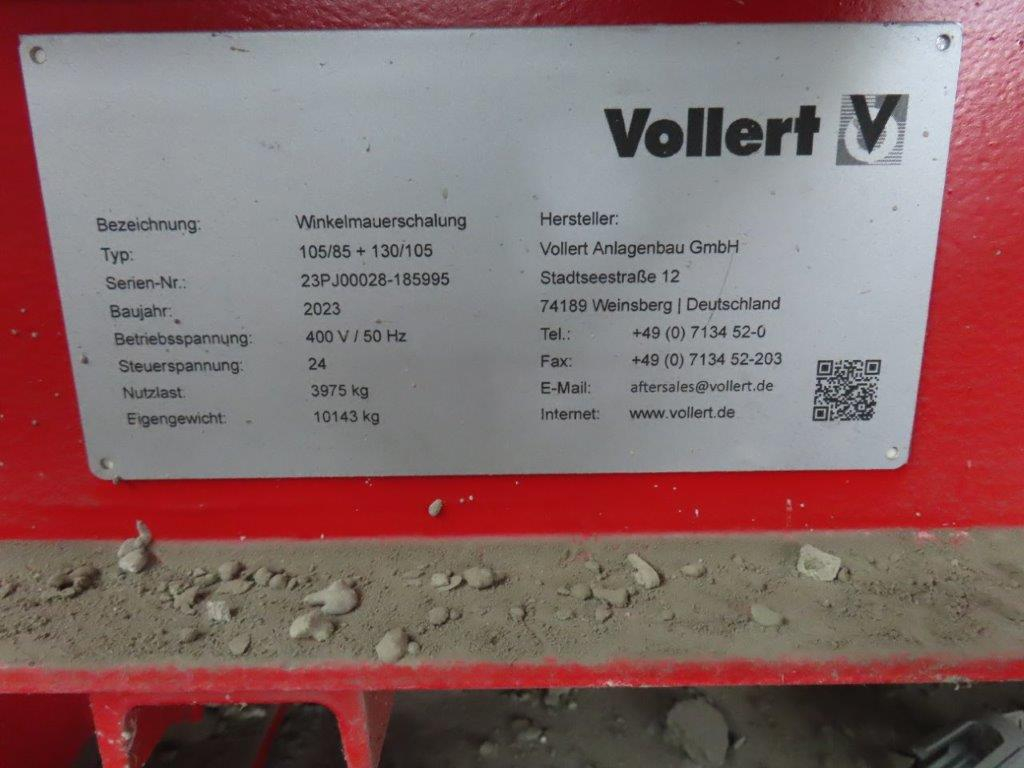 Vollert V
Bezeichnung: Winkelmauerschalung
Typ: 105/85 + 130/105
Serien-Nr.: 23PJ00028-185995
Baujahr: 2023
Betriebsspannung: 400 V / 50 Hz
Steuerspannung: 24
Nutzlast: 3975 kg
Eigengewicht: 10143 kg
Hersteller:
Vollert Anlagenbau GmbH
Stadtseestraße 12
74189 Weinsberg | Deutschland
Tel.: +49 (0) 7134 52-0
Fax: +49 (0) 7134 52-203
E-Mail: aftersales@vollert.de
Internet: www.vollert.de